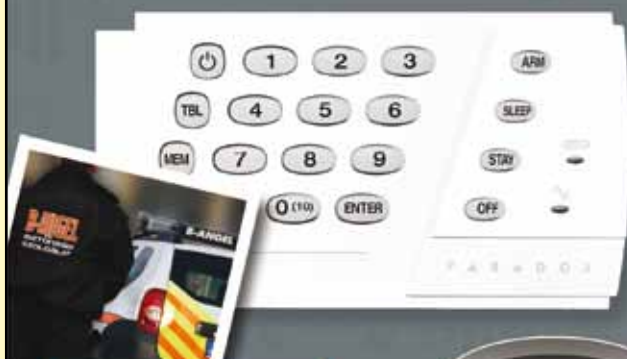 1 2 3 ARM
TBL 4 5 6 SLEEP
MEM 7 8 9 STAY
0 (10) ENTER OFF
PARADOX
B-ANGEL